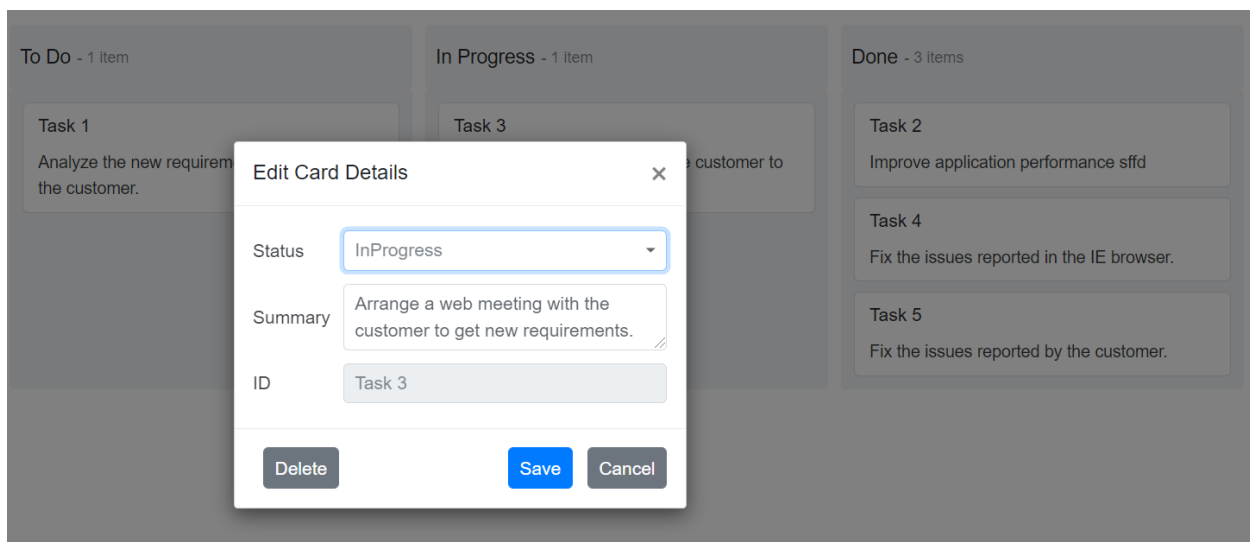 To Do - 1 item
In Progress - 1 item
Done - 3 items
Task 1
Analyze the new requirem
the customer.
Task 3
customer to
Task 2
Improve application performance sffd
Task 4
Fix the issues reported in the IE browser.
Task 5
Fix the issues reported by the customer.
Edit Card Details
×
Status
InProgress
Summary
Arrange a web meeting with the
customer to get new requirements.
ID
Task 3
Delete
Save
Cancel